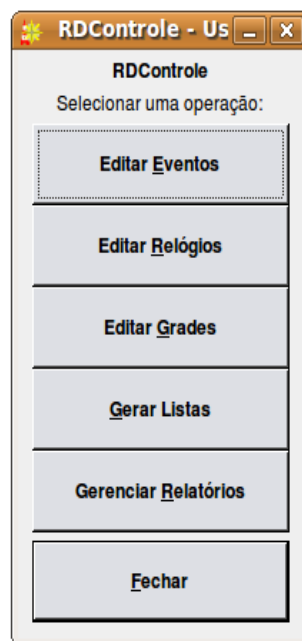 RDControle - Us
RDControle
Selecionar uma operação:
Editar Eventos
Editar Relógios
Editar Grades
Gerar Listas
Gerenciar Relatórios
Fechar